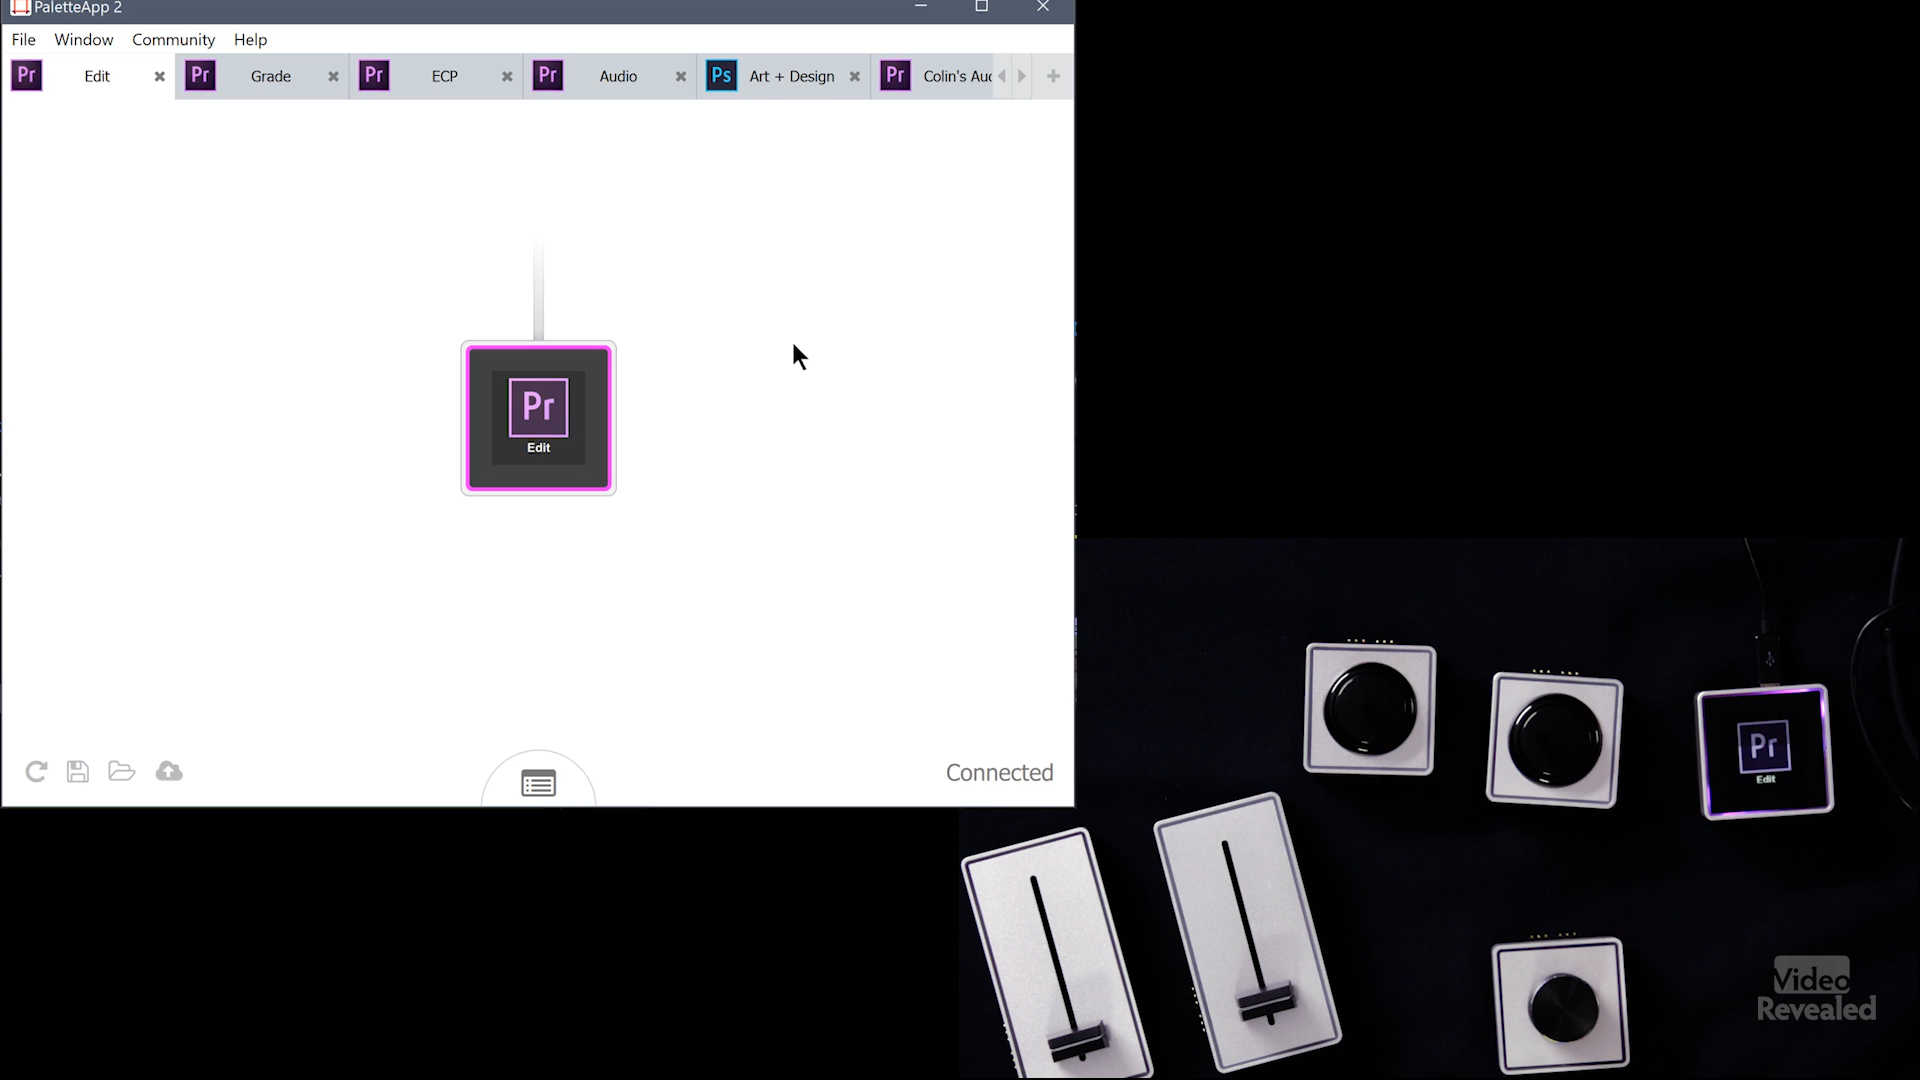 PaletteApp 2
File Window Community Help
Pr Edit Pr Grade Pr ECP Pr Audio Ps Art + Design Pr Colin's Auc
Pr
Edit
Connected
Pr
Edit
Video
Revealed